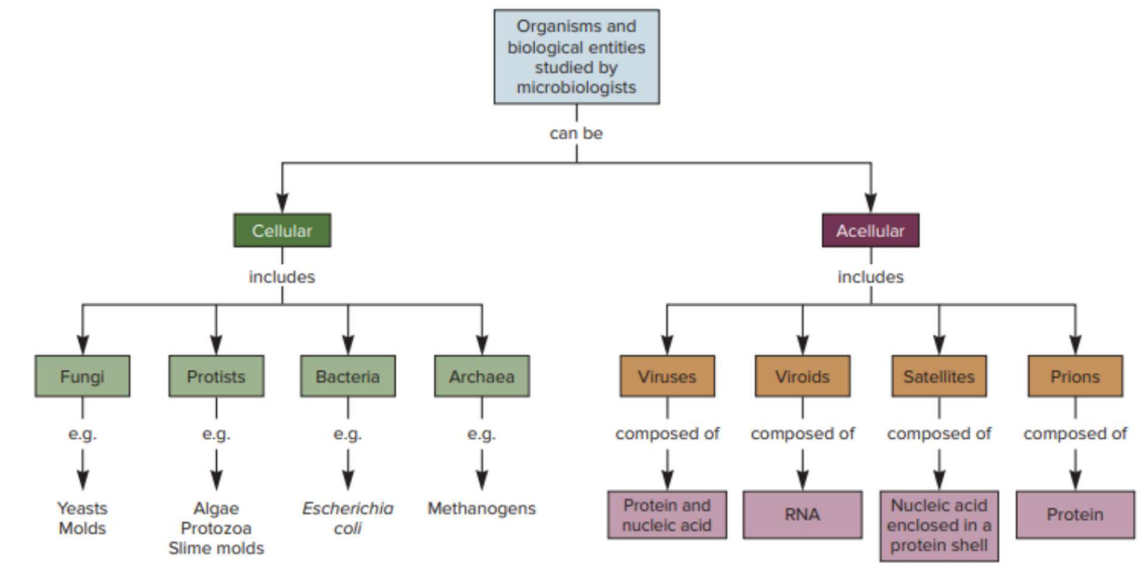 Organisms and
biological entities
studied by
microbiologists
can be
Cellular
Acellular
includes
includes
Fungi
Protists
Bacteria
Archaea
Viruses
Viroids
Satellites
Prions
e.g.
e.g.
e.g.
e.g.
composed of
composed of
composed of
composed of
Yeasts
Molds
Algae
Protozoa
Slime molds
Escherichia
coli
Methanogens
Protein and
nucleic acid
RNA
Nucleic acid
enclosed in a
protein shell
Protein